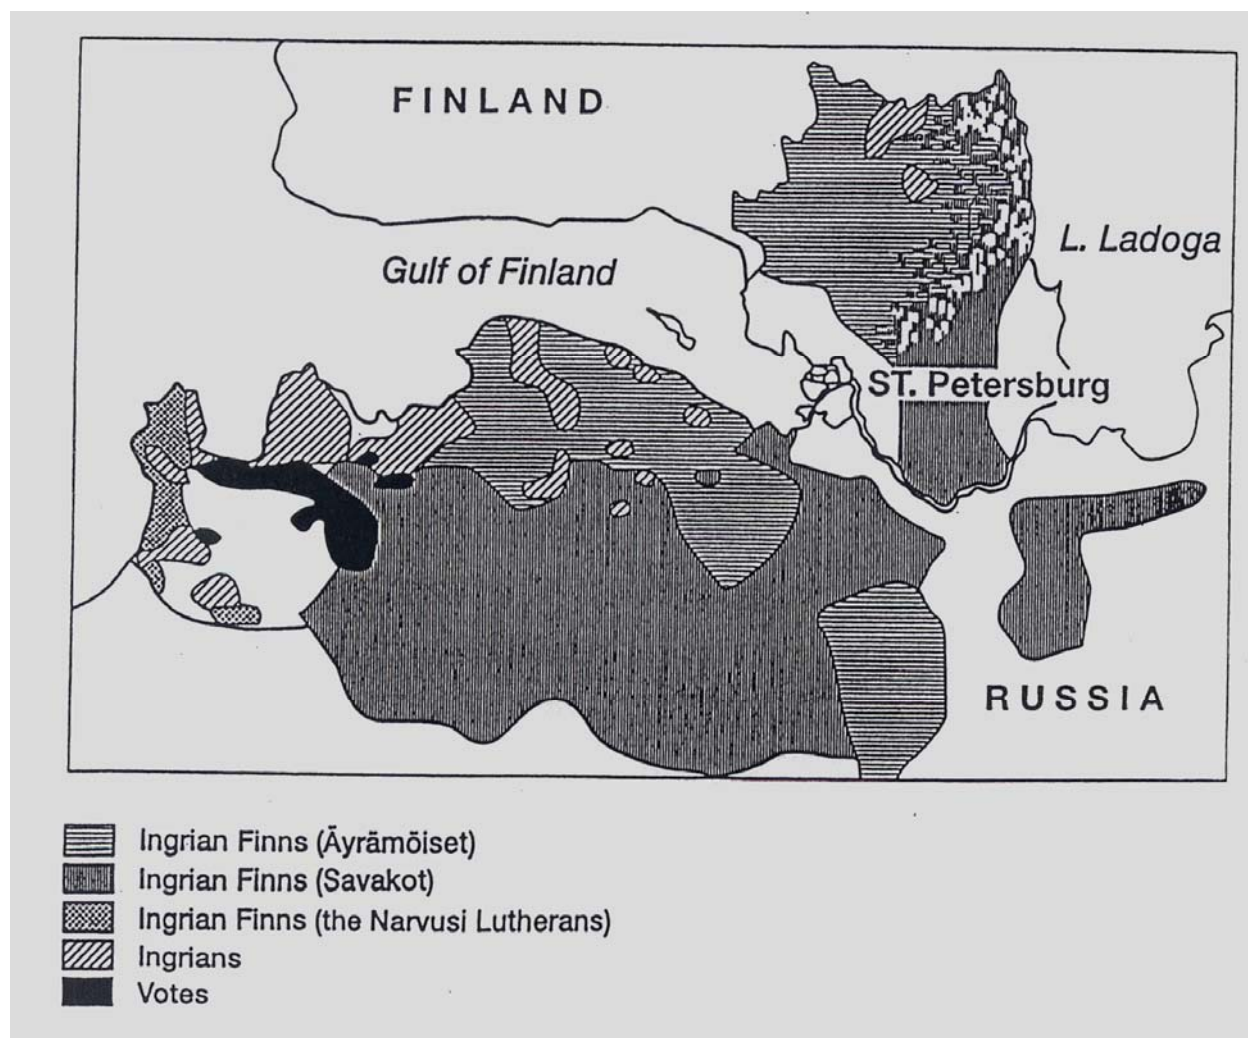 FINLAND
L. Ladoga
Gulf of Finland
ST. Petersburg
RUSSIA
Ingrian Finns (Äyrämöiset)
Ingrian Finns (Savakot)
Ingrian Finns (the Narvusi Lutherans)
Ingrians
Votes